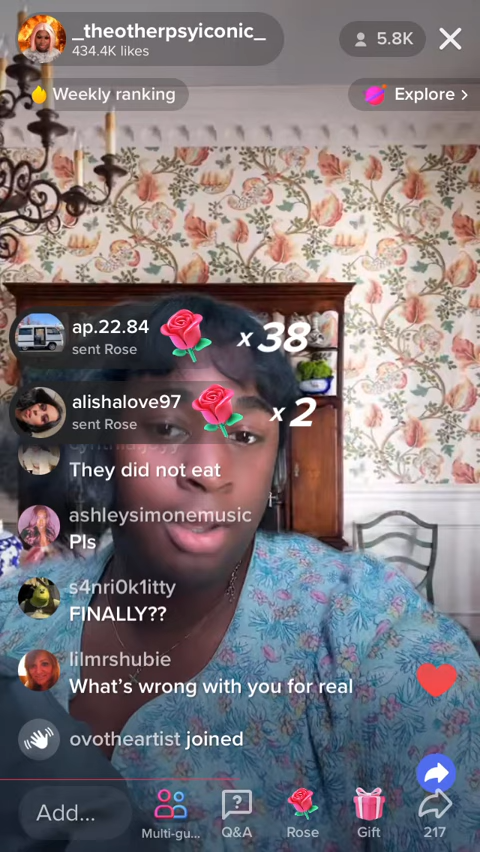 _theotherpsyiconic_
434.4K likes
5.8K
Weekly ranking
Explore >
ap.22.84
sent Rose
x 38
alishalove97
sent Rose
x 2
They did not eat
ashleysimonemusic
Pls
s4nri0k1itty
FINALLY??
lilmrshubie
What's wrong with you for real
ovotheartist joined
Add...
Multi-gu...
Q&A
Rose
Gift
217